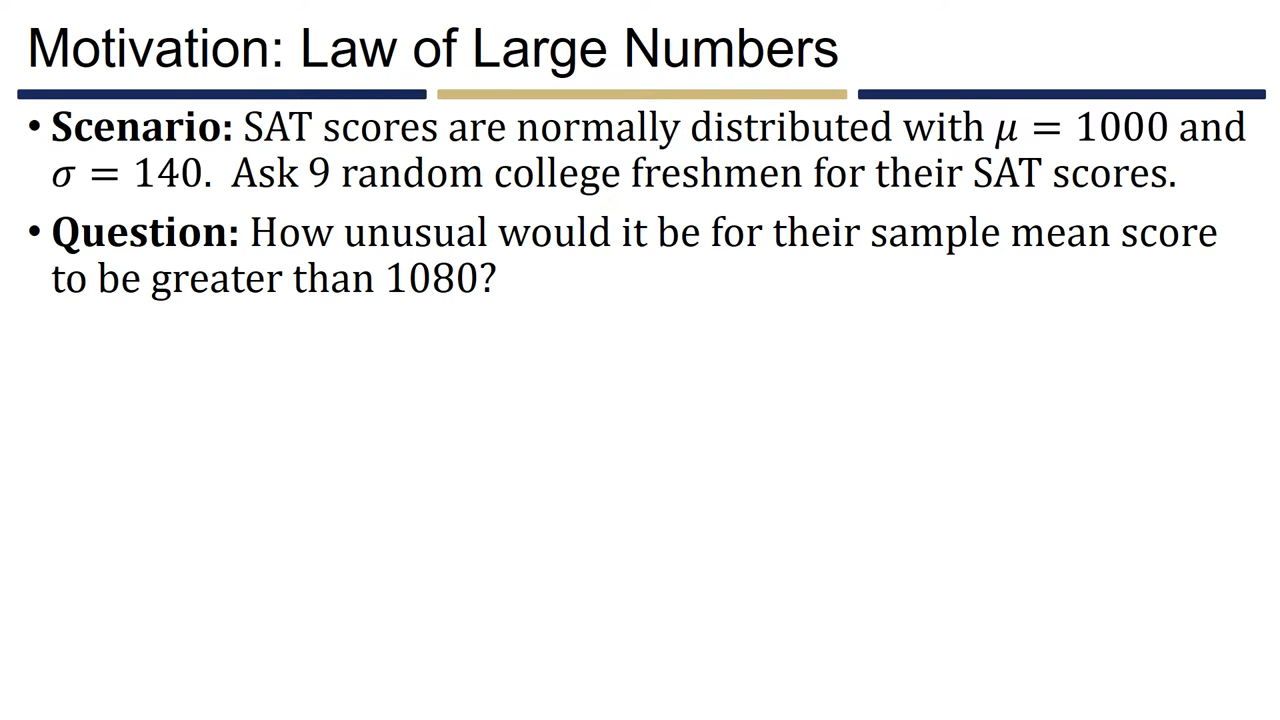 Motivation: Law of Large Numbers
• Scenario: SAT scores are normally distributed with 𝜇 = 1000 and
𝜎 = 140. Ask 9 random college freshmen for their SAT scores.
• Question: How unusual would it be for their sample mean score
to be greater than 1080?